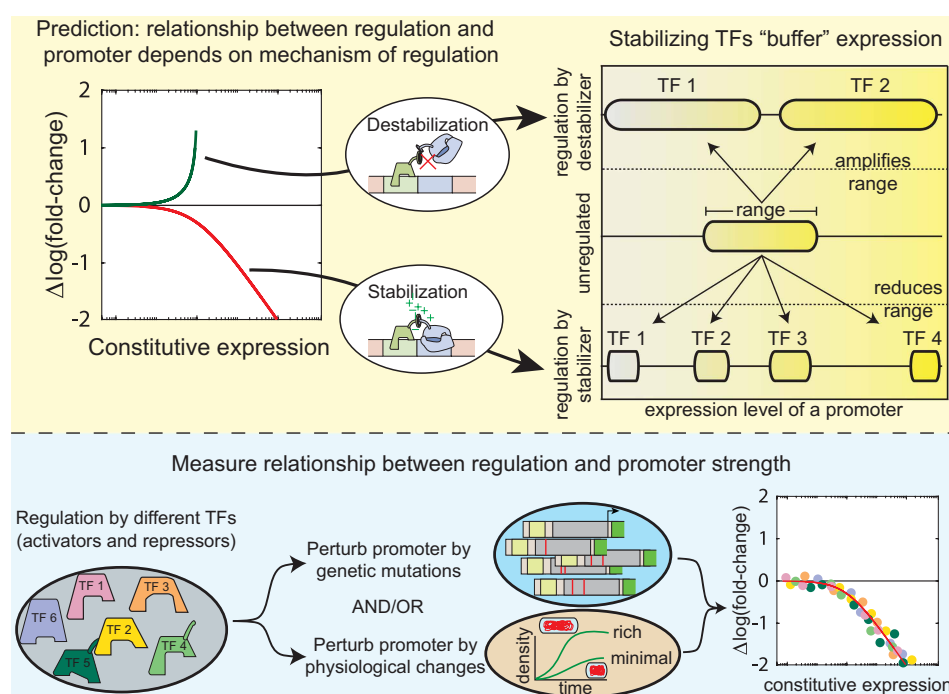 Prediction: relationship between regulation and
promoter depends on mechanism of regulation
Δlog(fold-change)
2
1
0
-1
-2
Constitutive expression
Destabilization
Stabilization
Stabilizing TFs “buffer” expression
regulation by
destabilizer
TF 1
TF 2
amplifies
range
unregulated
range
reduces
range
regulation by
stabilizer
TF 1
TF 2
TF 3
TF 4
expression level of a promoter
Measure relationship between regulation and promoter strength
Regulation by different TFs
(activators and repressors)
TF 1
TF 3
TF 6
TF 2
TF 4
TF 5
Perturb promoter by
genetic mutations
AND/OR
Perturb promoter by
physiological changes
density
rich
minimal
time
Δlog(fold-change)
2
1
0
-1
-2
constitutive expression